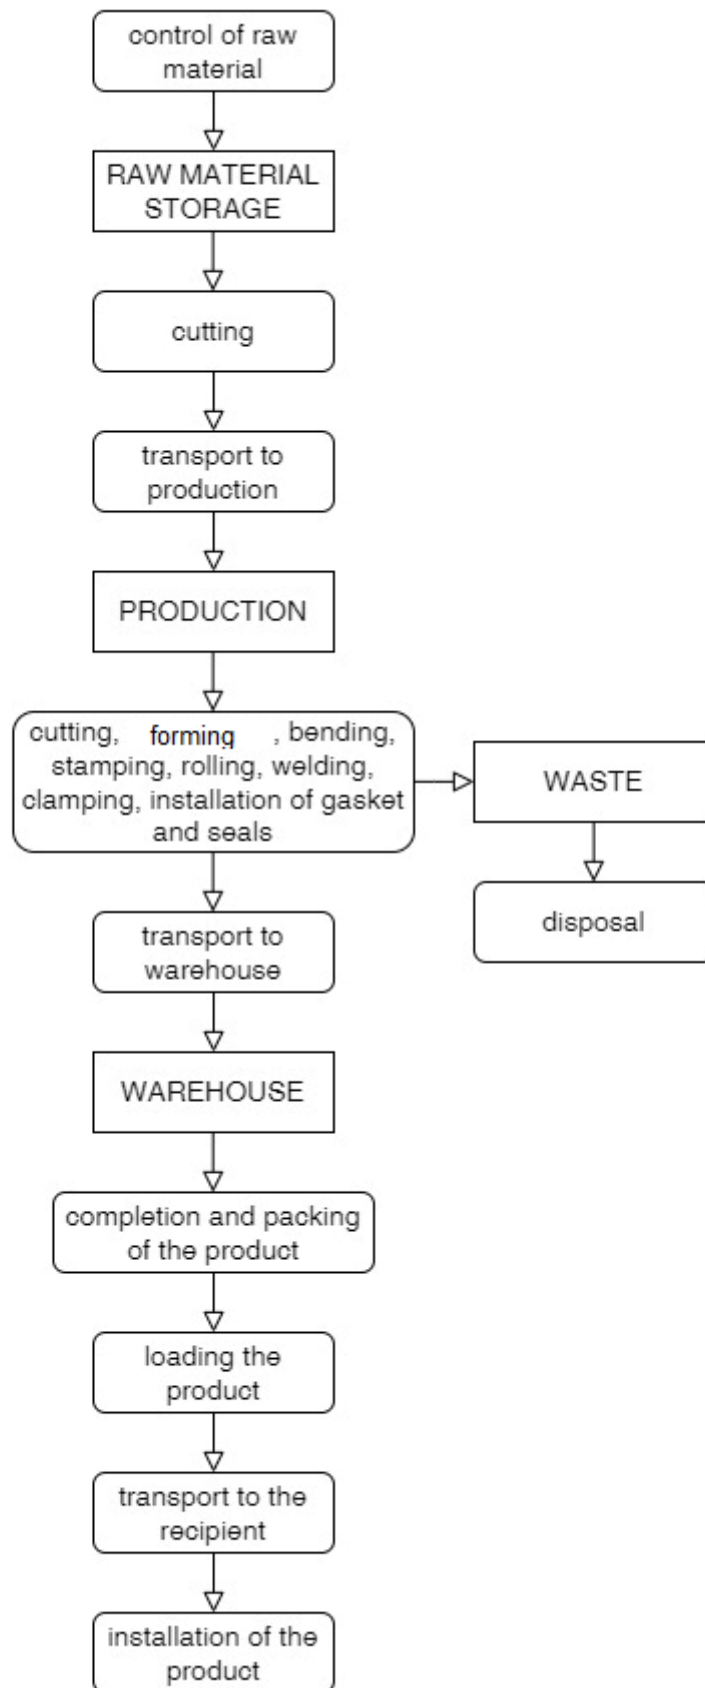 control of raw
material
RAW MATERIAL
STORAGE
cutting
transport to
production
PRODUCTION
cutting, forming , bending,
stamping, rolling, welding,
clamping, installation of gasket
and seals
WASTE
disposal
transport to
warehouse
WAREHOUSE
completion and packing
of the product
loading the
product
transport to the
recipient
installation of the
product